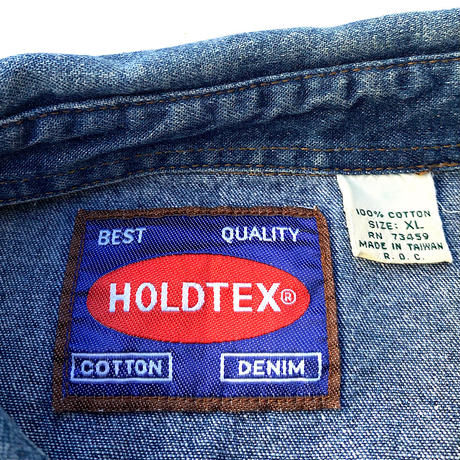 BEST QUALITY
HOLDTEX®
COTTON DENIM
100% COTTON
SIZE: XL
RN 73459
MADE IN TAIWAN
R. O. C.